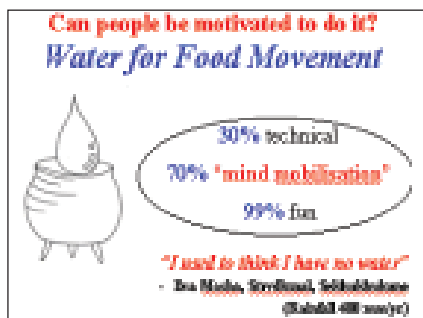 Can people be motivated to do it?
Water for Food Movement
30% technical
70% "mind mobilisation"
99% fun
"I used to think I have no water"
(Rainfall 400 mm/yr)